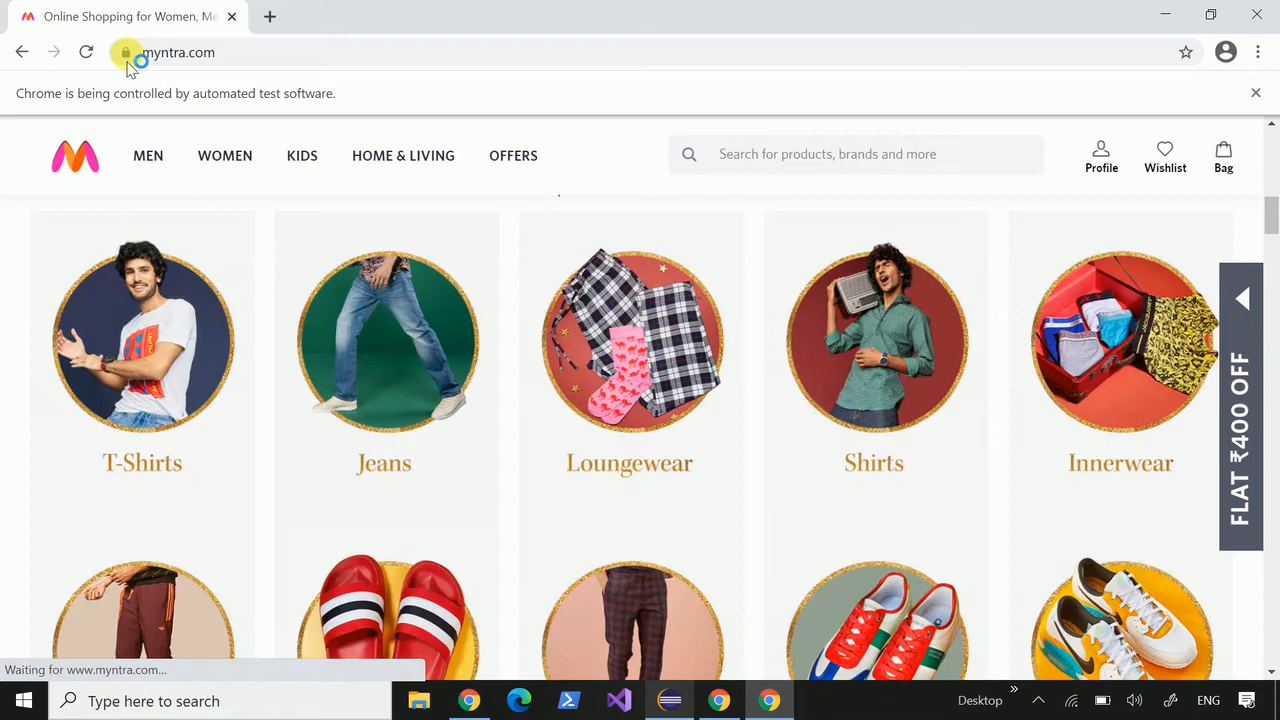 Online Shopping for Women, Me
myntra.com
Chrome is being controlled by automated test software.
MEN WOMEN KIDS HOME & LIVING OFFERS
Search for products, brands and more
Profile Wishlist Bag
T-Shirts Jeans Loungewear Shirts Innerwear
FLAT ₹400 OFF
Waiting for www.myntra.com...
Type here to search
Desktop » ENG